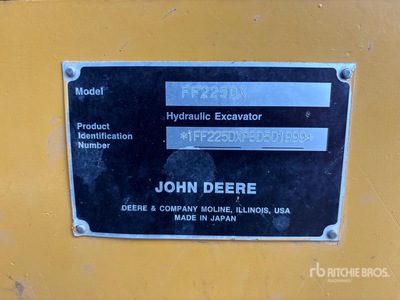 Model FF225DX
Hydraulic Excavator
Product
Identification
Number
JOHN DEERE
DEERE & COMPANY MOLINE, ILLINOIS, USA
MADE IN JAPAN
rb RITCHIE BROS.